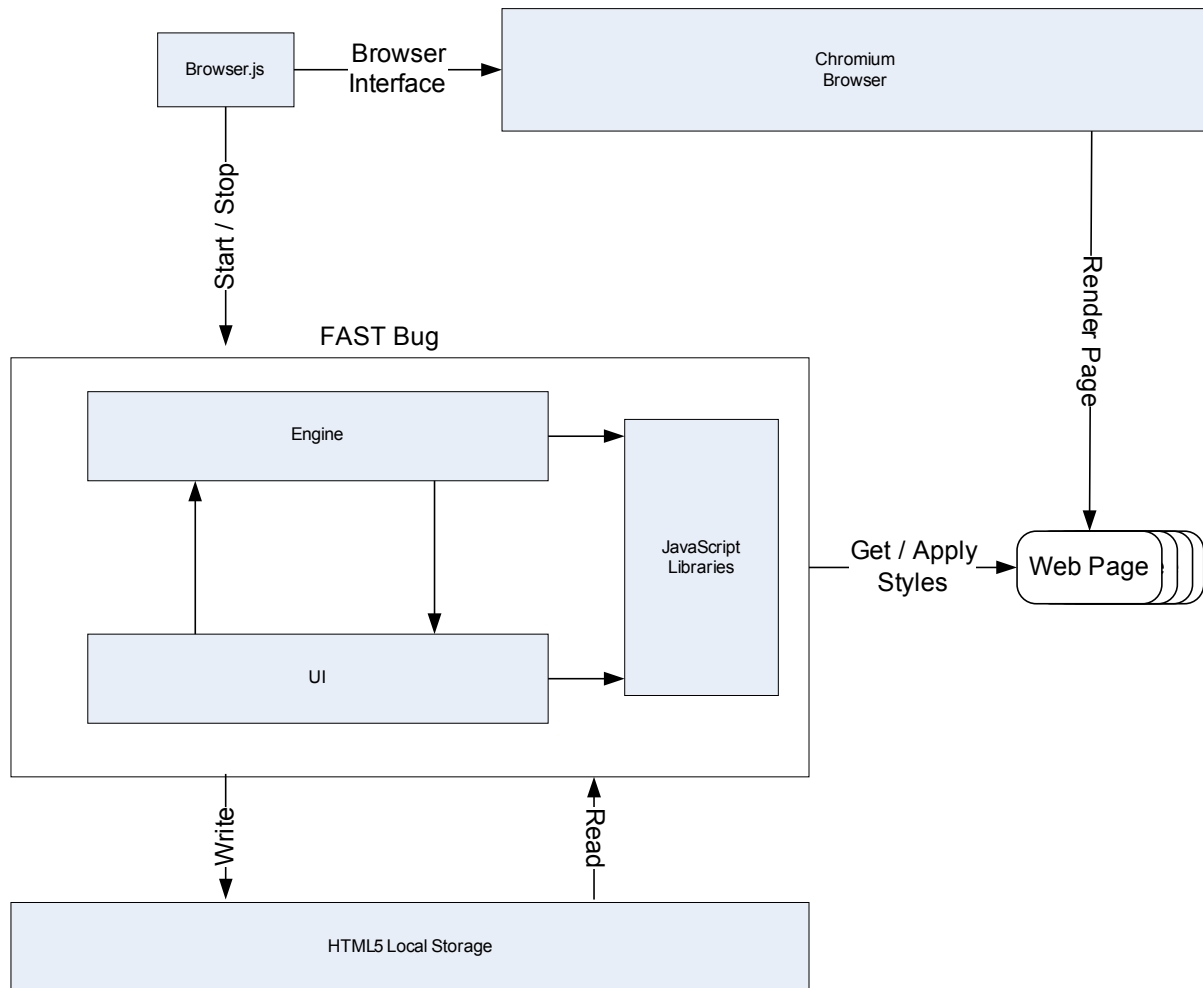 Browser.js
Browser
Interface
Chromium
Browser
Start / Stop
Render Page
FAST Bug
Engine
JavaScript
Libraries
Get / Apply
Styles
Web Page
UI
Write
Read
HTML5 Local Storage